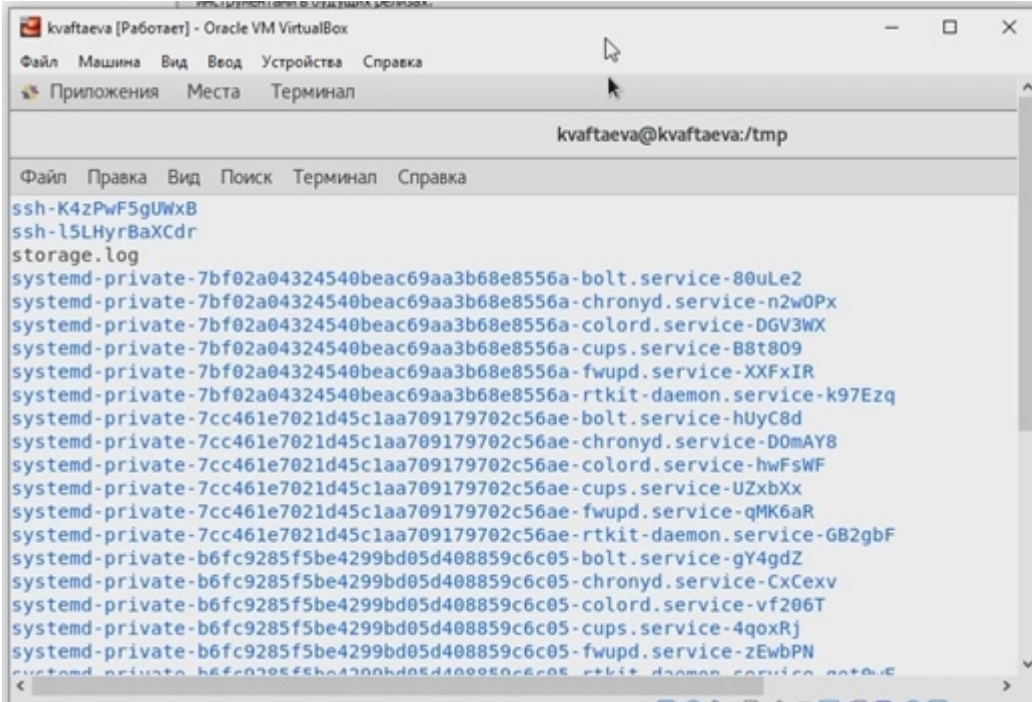 инструментами в будущих релизах.
kvaftaeva [Работает] - Oracle VM VirtualBox
Файл Машина Вид Ввод Устройства Справка
Приложения Места Терминал
kvaftaeva@kvaftaeva:/tmp
Файл Правка Вид Поиск Терминал Справка
ssh-K4zPwF5gUWxB
ssh-l5LHyrBaXCdr
storage.log
systemd-private-7bf02a04324540beac69aa3b68e8556a-bolt.service-80uLe2
systemd-private-7bf02a04324540beac69aa3b68e8556a-chronyd.service-n2wOPx
systemd-private-7bf02a04324540beac69aa3b68e8556a-colord.service-DGV3WX
systemd-private-7bf02a04324540beac69aa3b68e8556a-cups.service-B8t8O9
systemd-private-7bf02a04324540beac69aa3b68e8556a-fwupd.service-XXFxIR
systemd-private-7bf02a04324540beac69aa3b68e8556a-rtkit-daemon.service-k97Ezq
systemd-private-7cc461e7021d45c1aa709179702c56ae-bolt.service-hUyC8d
systemd-private-7cc461e7021d45c1aa709179702c56ae-chronyd.service-DOmAY8
systemd-private-7cc461e7021d45c1aa709179702c56ae-colord.service-hwFsWF
systemd-private-7cc461e7021d45c1aa709179702c56ae-cups.service-UZxbXx
systemd-private-7cc461e7021d45c1aa709179702c56ae-fwupd.service-qMK6aR
systemd-private-7cc461e7021d45c1aa709179702c56ae-rtkit-daemon.service-GB2gbF
systemd-private-b6fc9285f5be4299bd05d408859c6c05-bolt.service-gY4gdZ
systemd-private-b6fc9285f5be4299bd05d408859c6c05-chronyd.service-CxCexv
systemd-private-b6fc9285f5be4299bd05d408859c6c05-colord.service-vf206T
systemd-private-b6fc9285f5be4299bd05d408859c6c05-cups.service-4qoxRj
systemd-private-b6fc9285f5be4299bd05d408859c6c05-fwupd.service-zEwbPN